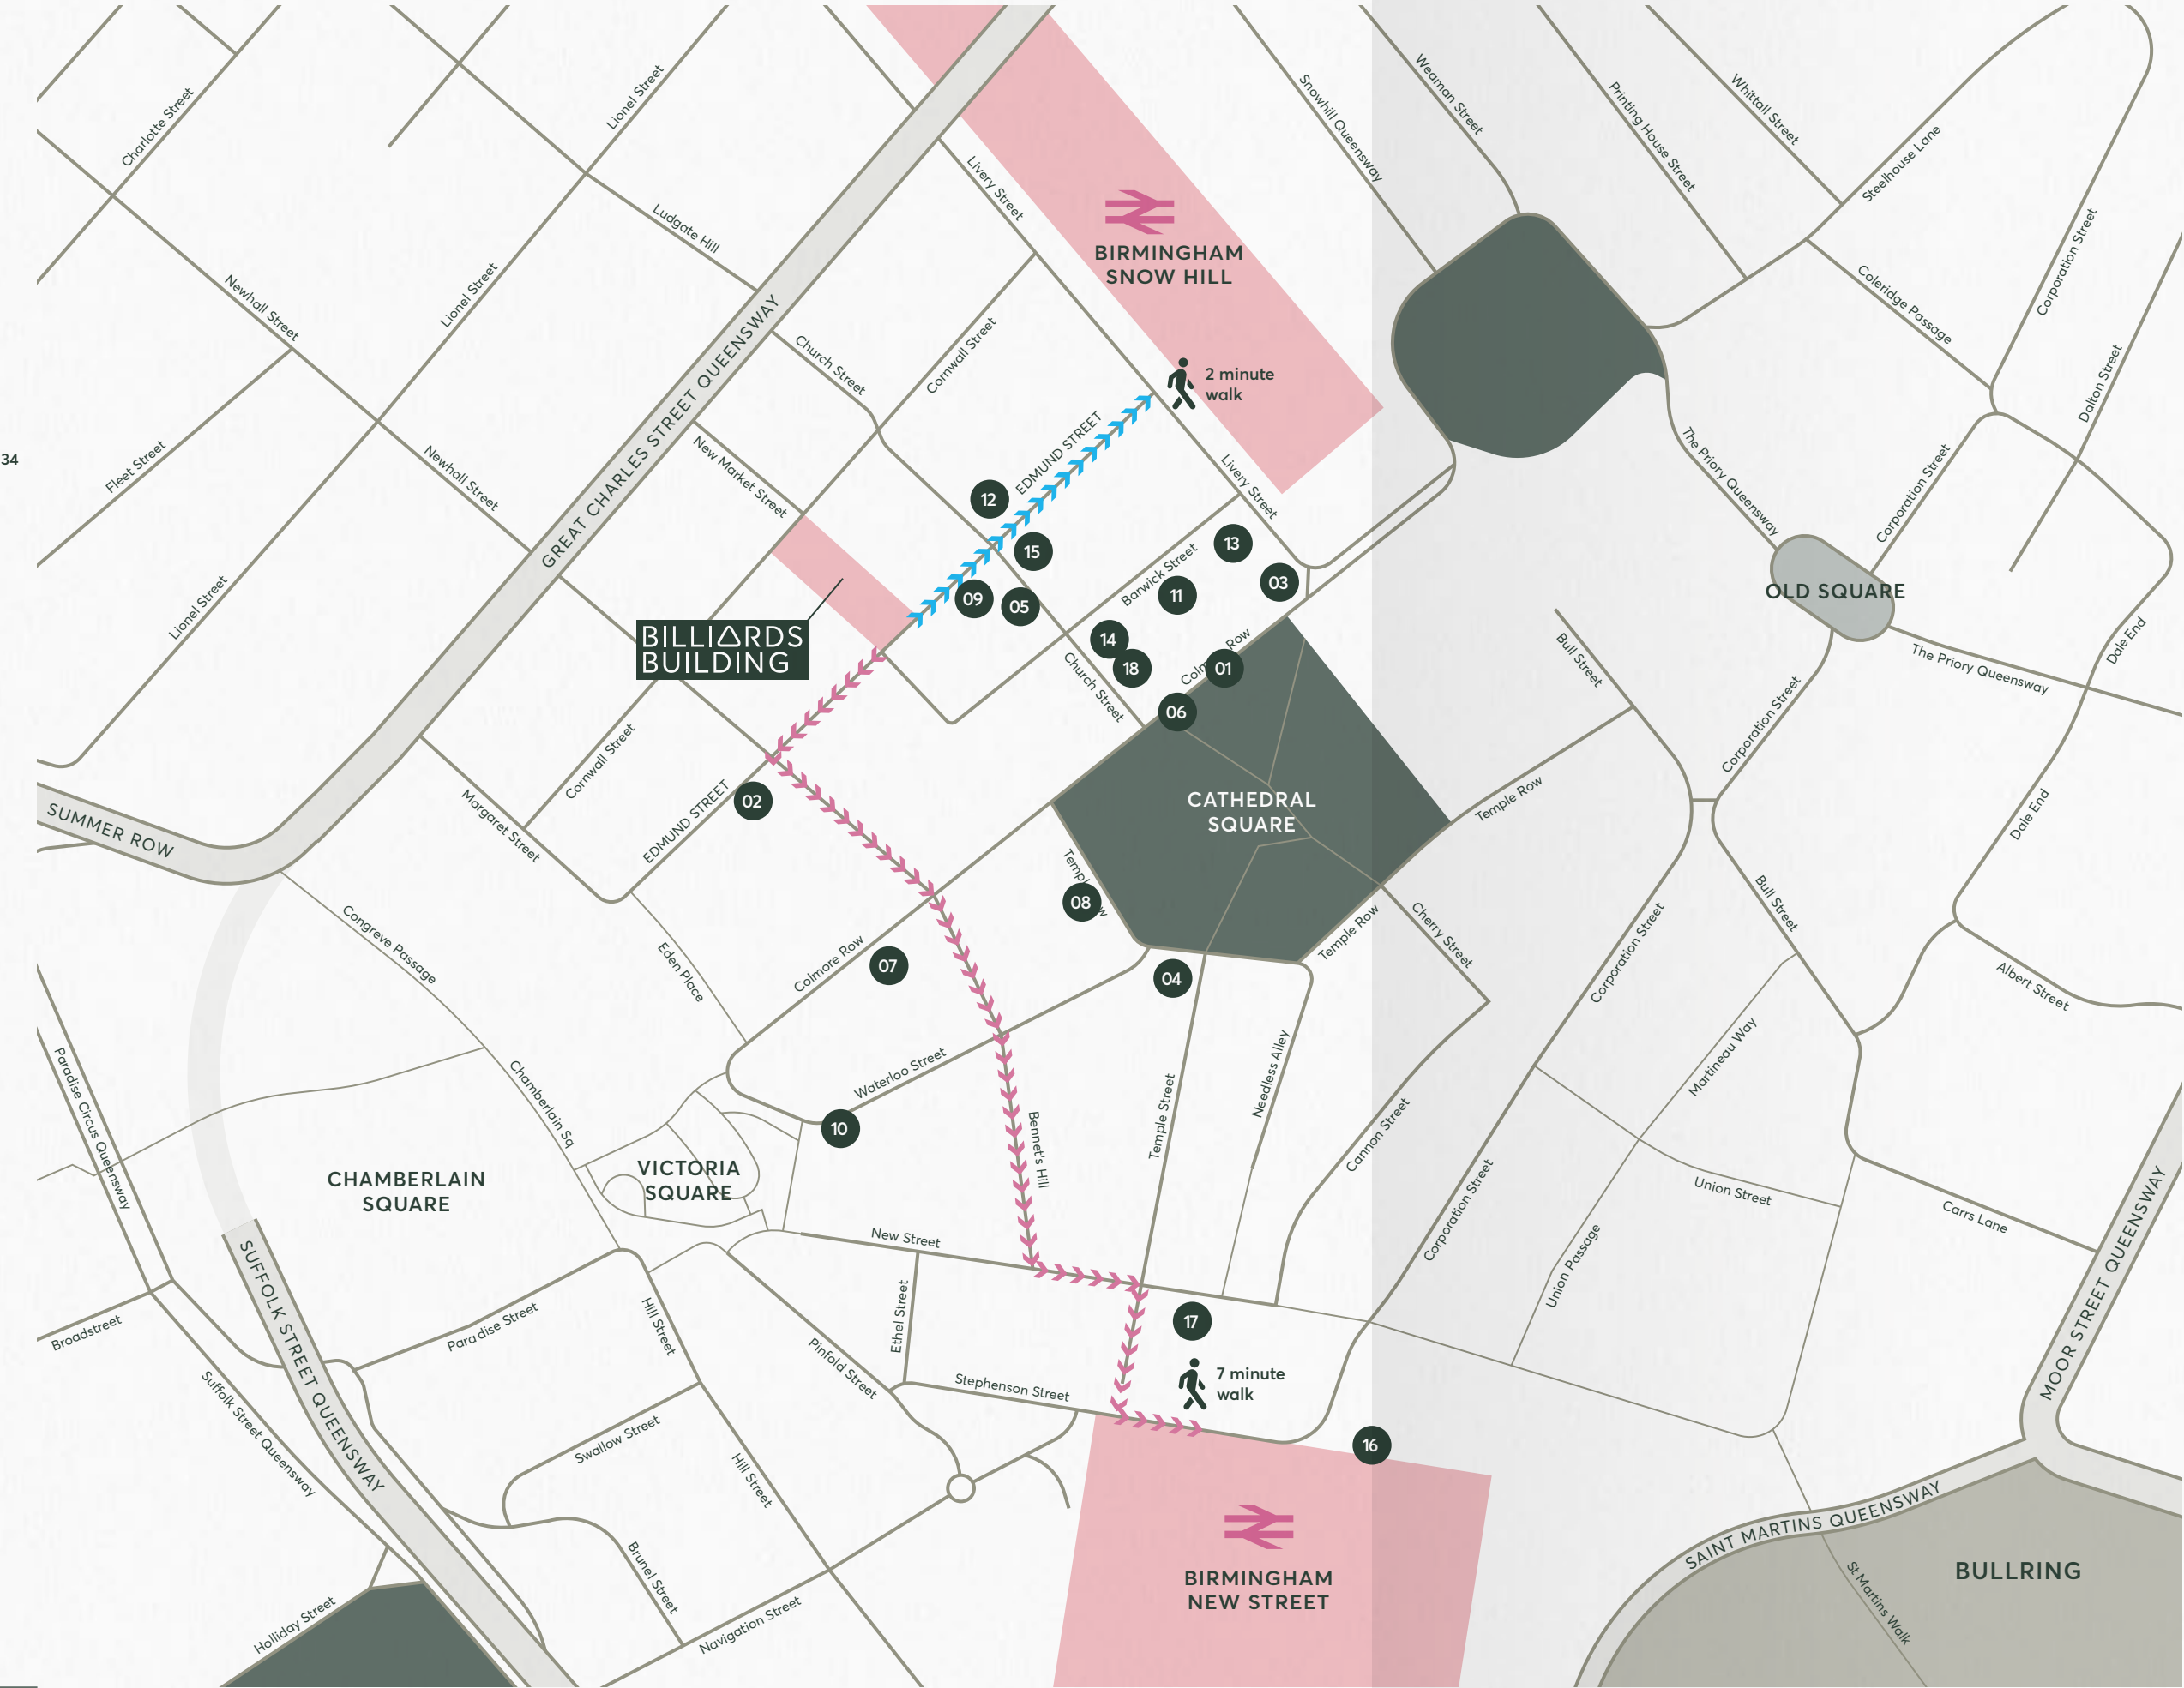 Charlotte Street
Lionel Street
Ludgate Hill
Livery Street
Snowhill Queensway
Weaman Street
Printing House Street
Whittall Street
Steelhouse Lane
Corporation Street
BIRMINGHAM
SNOW HILL
Newhall Street
Lionel Street
Church Street
Cornwall Street
2 minute
walk
Coleridge Passage
Dalton Street
34
Fleet Street
Newhall Street
GREAT CHARLES STREET QUEENSWAY
New Market Street
12
EDMUND STREET
Livery Street
The Priory Queensway
Corporation Street
15
13
Barwick Street
03
11
09
05
OLD SQUARE
Lionel Street
BILLIARDS
BUILDING
14
18
Colmore Row
01
06
Church Street
Bull Street
The Priory Queensway
Dale End
Cornwall Street
Corporation Street
SUMMER ROW
Margaret Street
EDMUND STREET
02
CATHEDRAL
SQUARE
Temple Row
Dale End
Temple Row
08
Congreve Passage
Eden Place
Colmore Row
07
04
Temple Row
Cherry Street
Corporation Street
Bull Street
Albert Street
Paradise Circus Queensway
Chamberlain Sq
Waterloo Street
10
Bennet's Hill
Temple Street
Needless Alley
Cannon Street
Martineau Way
CHAMBERLAIN
SQUARE
VICTORIA
SQUARE
Union Street
Carrs Lane
New Street
Corporation Street
Union Passage
MOOR STREET QUEENSWAY
SUFFOLK STREET QUEENSWAY
Broadstreet
Paradise Street
Hill Street
Ethel Street
Pinfold Street
17
7 minute
walk
Stephenson Street
Suffolk Street Queensway
Swallow Street
Hill Street
16
SAINT MARTINS QUEENSWAY
BIRMINGHAM
NEW STREET
BULLRING
St Martins Walk
Brunel Street
Holliday Street
Navigation Street